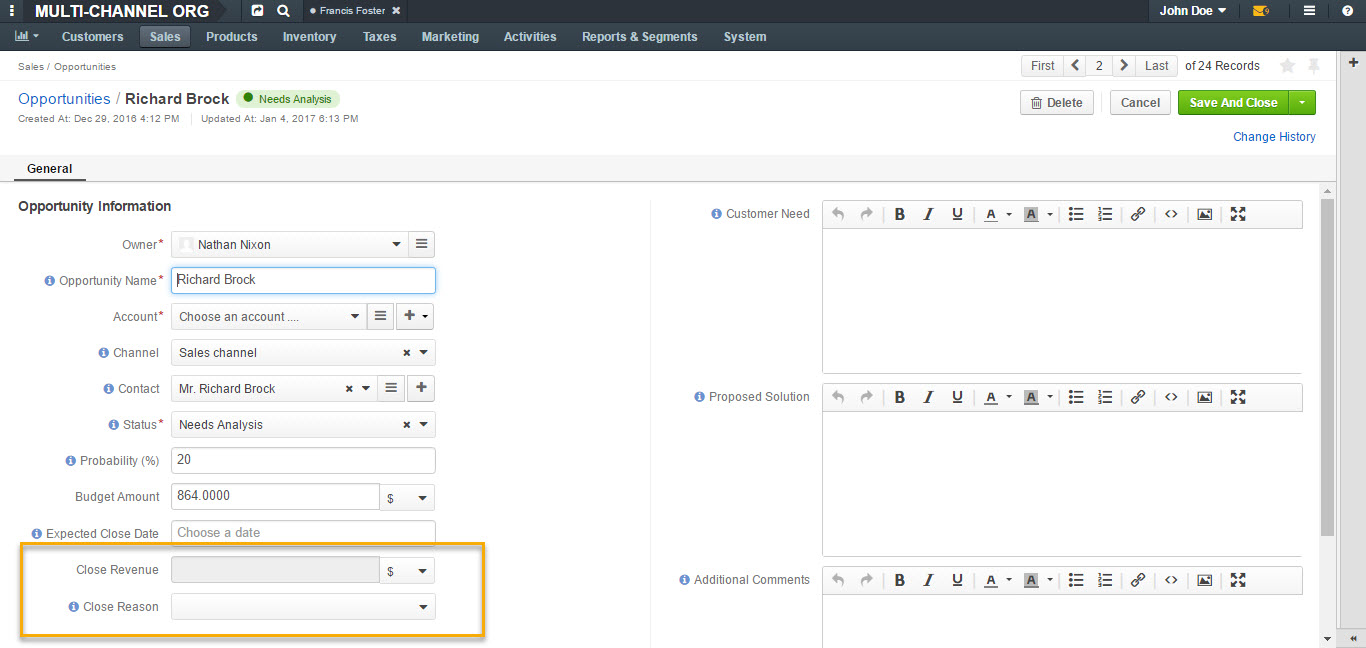 MULTI-CHANNEL ORG
Francis Foster
John Doe
Customers Sales Products Inventory Taxes Marketing Activities Reports & Segments System
Sales / Opportunities
First 2 Last of 24 Records
Opportunities / Richard Brock Needs Analysis
Delete Cancel Save And Close
Created At: Dec 29, 2016 4:12 PM Updated At: Jan 4, 2017 6:13 PM
Change History
General
Opportunity Information
Owner* Nathan Nixon
Opportunity Name* Richard Brock
Account* Choose an account ....
Channel Sales channel
Contact Mr. Richard Brock
Status* Needs Analysis
Probability (%) 20
Budget Amount 864.0000 $
Expected Close Date Choose a date
Close Revenue $
Close Reason
Customer Need
B I U A A
Proposed Solution
B I U A A
Additional Comments
B I U A A